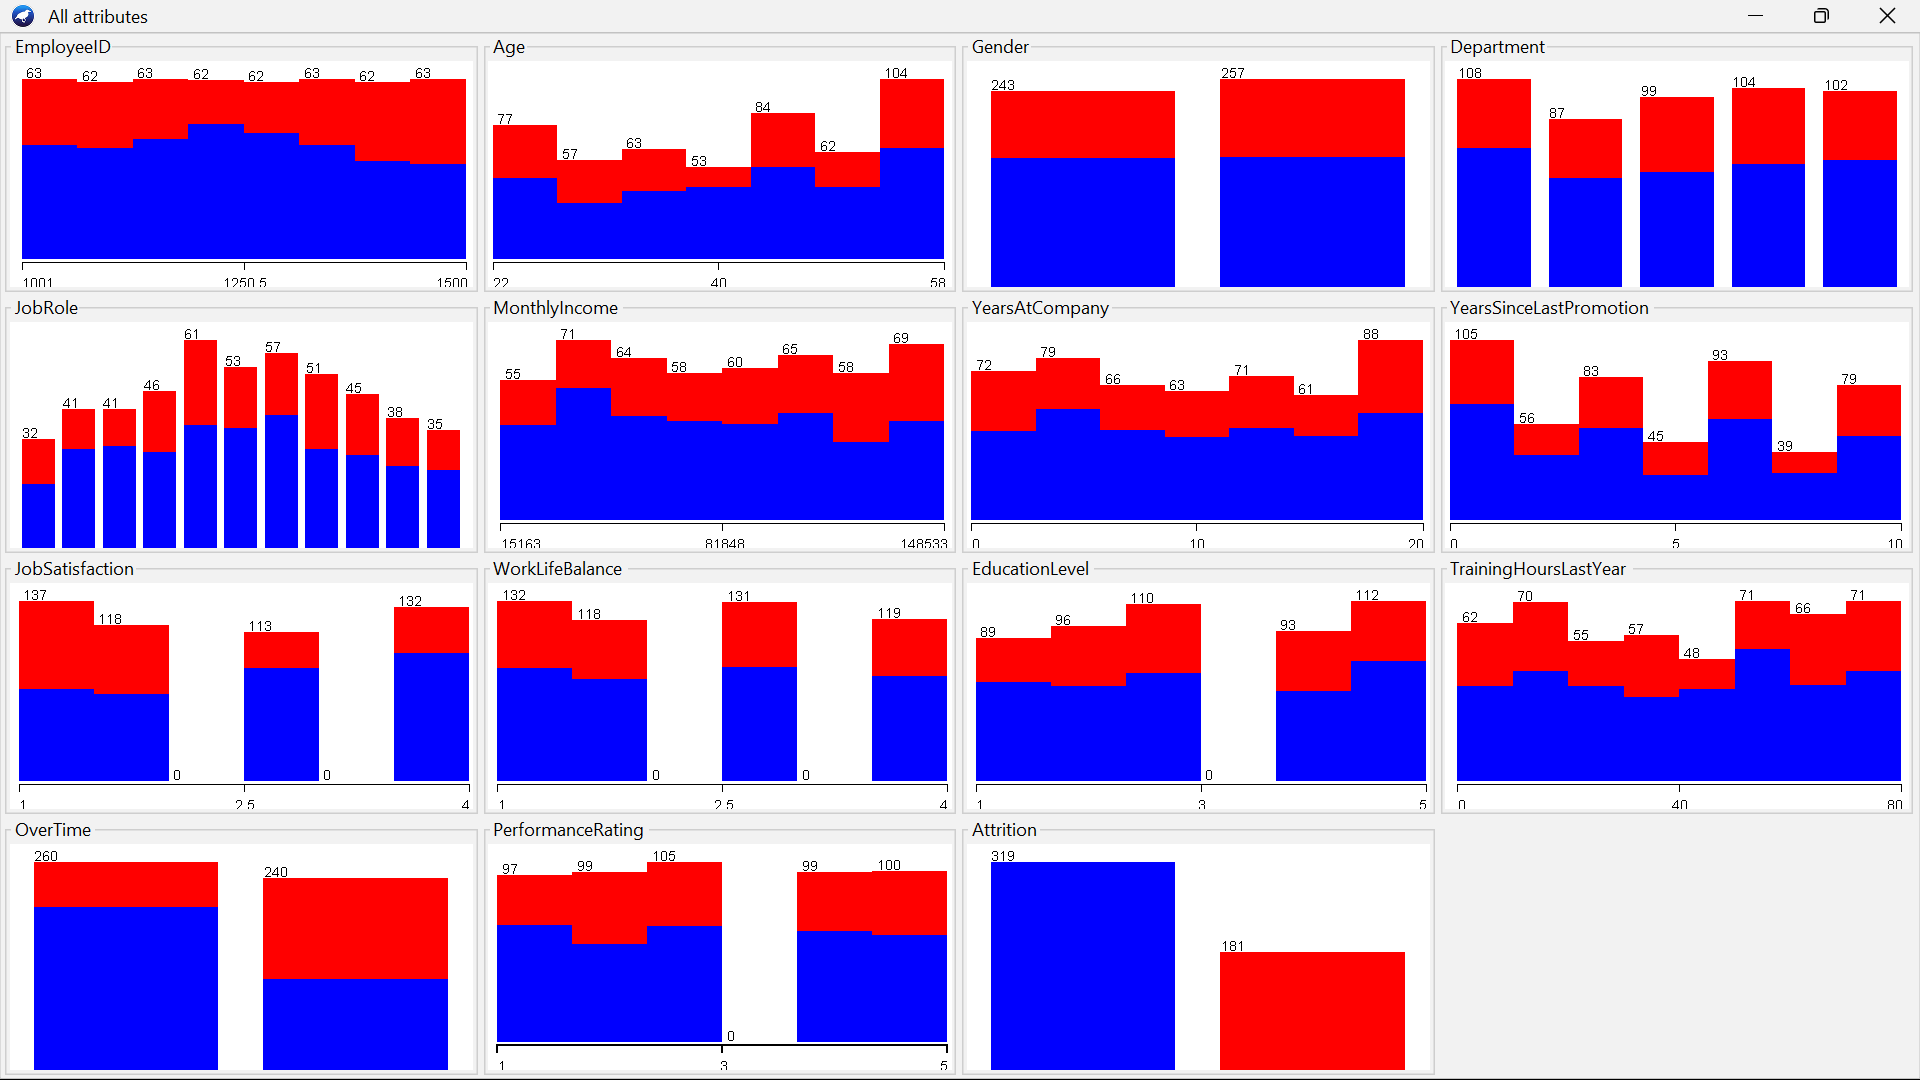 All attributes
EmployeeID
63 62 63 62 62 63 62 63
1001 1250.5 1500
Age
77 57 63 53 84 62 104
22 40 58
Gender
243 257
Department
108 87 99 104 102
JobRole
32 41 41 46 61 53 57 51 45 38 35
MonthlyIncome
55 71 64 58 60 65 58 69
15163 81848 148533
YearsAtCompany
72 79 66 63 71 61 88
0 10 20
YearsSinceLastPromotion
105 56 83 45 93 39 79
0 5 10
JobSatisfaction
137 118 0 113 0 132
1 2.5 4
WorkLifeBalance
132 118 0 131 0 119
1 2.5 4
EducationLevel
89 96 110 0 93 112
1 3 5
TrainingHoursLastYear
62 70 55 57 48 71 66 71
0 40 80
OverTime
260 240
PerformanceRating
97 99 105 0 99 100
1 3 5
Attrition
319 181